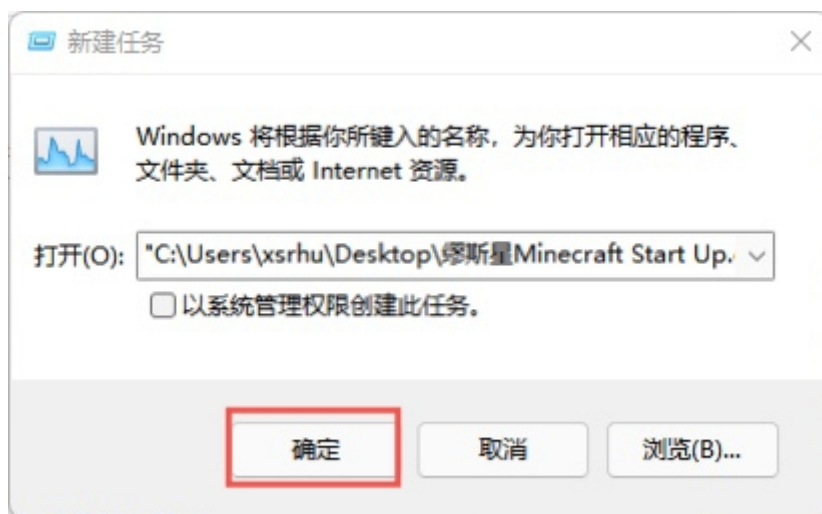 新建任务
Windows 将根据你所键入的名称，为你打开相应的程序、
文件夹、文档或 Internet 资源。
打开(O): "C:\Users\xsrhu\Desktop\缪斯星Minecraft Start Up.
以系统管理权限创建此任务。
确定 取消 浏览(B)...